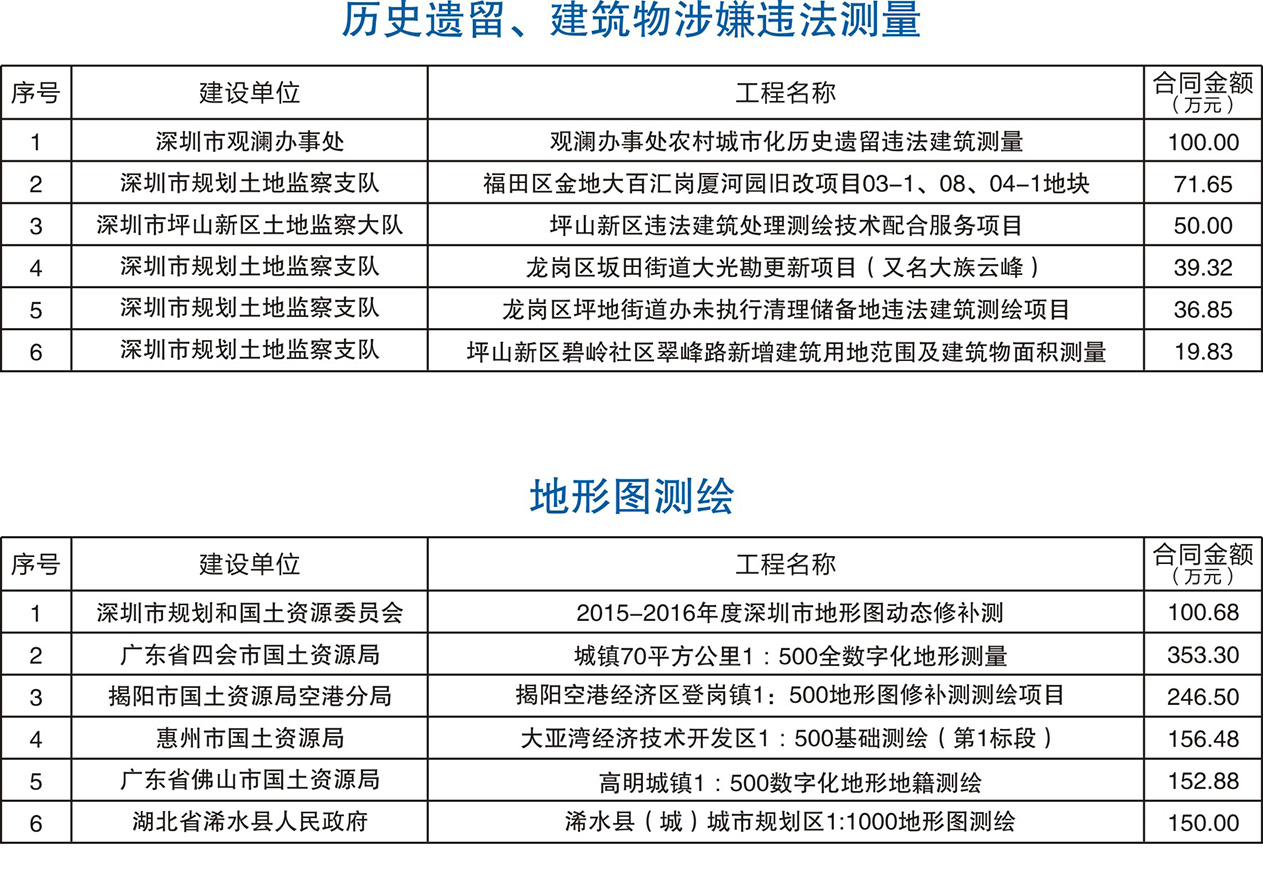 历史遗留、建筑物涉嫌违法测量
序号 建设单位 工程名称 合同金额（万元）
1 深圳市观澜办事处 观澜办事处农村城市化历史遗留违法建筑测量 100.00
2 深圳市规划土地监察支队 福田区金地大百汇岗厦河园旧改项目03-1、08、04-1地块 71.65
3 深圳市坪山新区土地监察大队 坪山新区违法建筑处理测绘技术配合服务项目 50.00
4 深圳市规划土地监察支队 龙岗区坂田街道大光勘更新项目（又名大族云峰） 39.32
5 深圳市规划土地监察支队 龙岗区坪地街道办未执行清理储备地违法建筑测绘项目 36.85
6 深圳市规划土地监察支队 坪山新区碧岭社区翠峰路新增建筑用地范围及建筑物面积测量 19.83
地形图测绘
序号 建设单位 工程名称 合同金额（万元）
1 深圳市规划和国土资源委员会 2015-2016年度深圳市地形图动态修补测 100.68
2 广东省四会市国土资源局 城镇70平方公里1：500全数字化地形测量 353.30
3 揭阳市国土资源局空港分局 揭阳空港经济区登岗镇1：500地形图修补测测绘项目 246.50
4 惠州市国土资源局 大亚湾经济技术开发区1：500基础测绘（第1标段） 156.48
5 广东省佛山市国土资源局 高明城镇1：500数字化地形地籍测绘 152.88
6 湖北省浠水县人民政府 浠水县（城）城市规划区1:1000地形图测绘 150.00